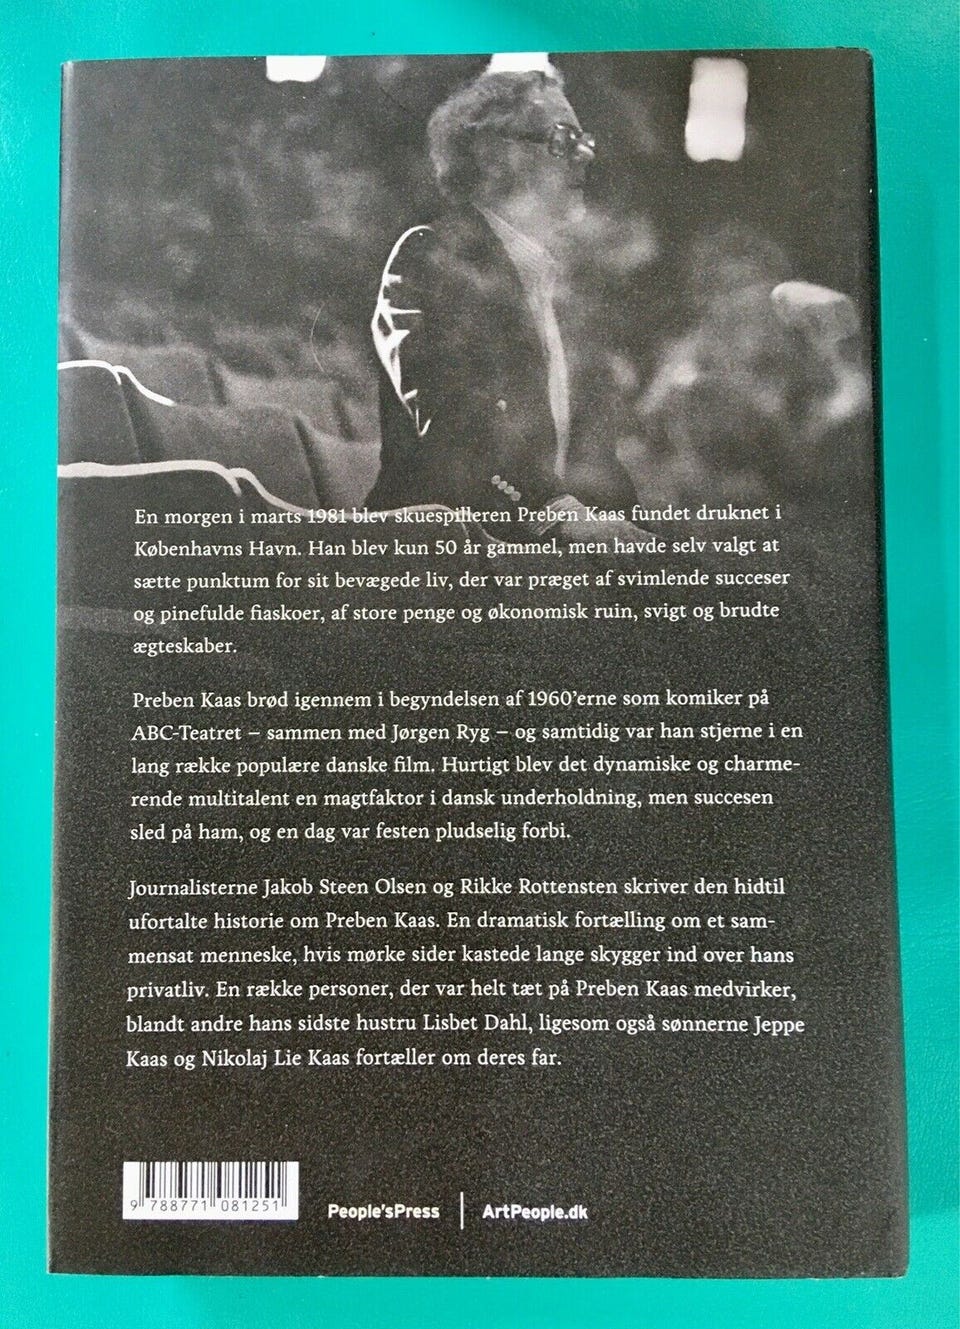 En morgen i marts 1981 blev skuespilleren Preben Kaas fundet druknet i
Københavns Havn. Han blev kun 50 år gammel, men havde selv valgt at
sætte punktum for sit bevægede liv, der var præget af svimlende succeser
og pinefulde fiaskoer, af store penge og økonomisk ruin, svigt og brudte
ægteskaber.
Preben Kaas brød igennem i begyndelsen af 1960'erne som komiker på
ABC-Teatret – sammen med Jørgen Ryg – og samtidig var han stjerne i en
lang række populære danske film. Hurtigt blev det dynamiske og charme-
rende multitalent en magtfaktor i dansk underholdning, men succesen
sled på ham, og en dag var festen pludselig forbi.
Journalisterne Jakob Steen Olsen og Rikke Rottensten skriver den hidtil
ufortalte historie om Preben Kaas. En dramatisk fortælling om et sam-
mensat menneske, hvis mørke sider kastede lange skygger ind over hans
privatliv. En række personer, der var helt tæt på Preben Kaas medvirker,
blandt andre hans sidste hustru Lisbet Dahl, ligesom også sønnerne Jeppe
Kaas og Nikolaj Lie Kaas fortæller om deres far.
9 788771 081251
People'sPress | ArtPeople.dk